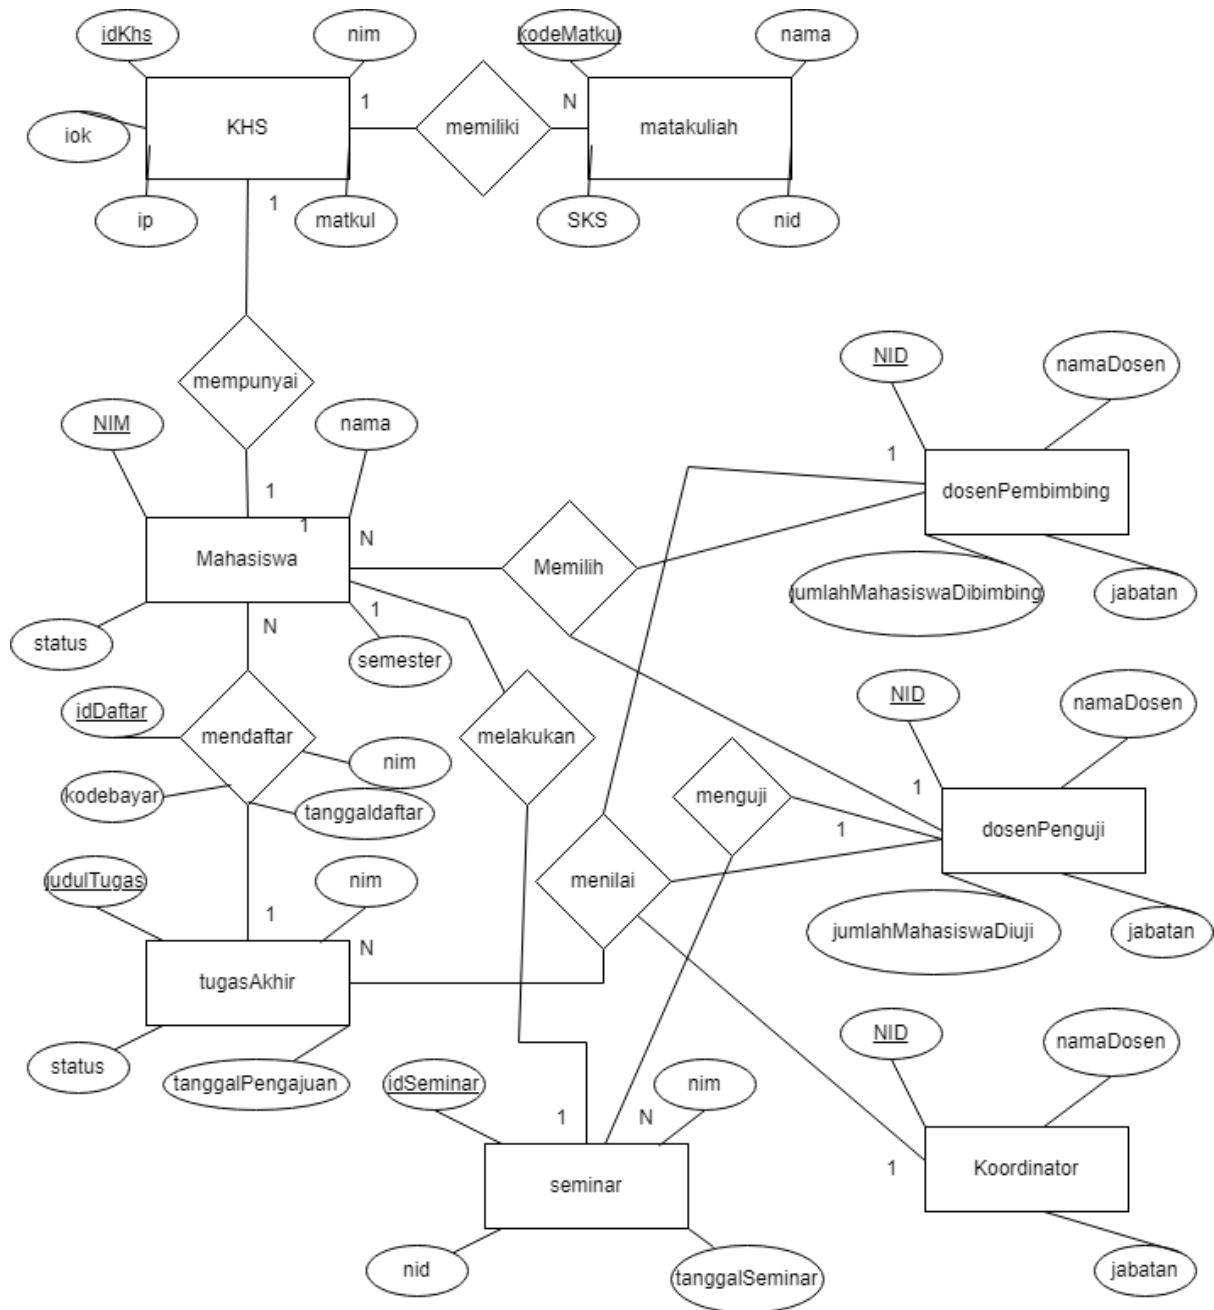 idKhs
nim
kodeMatkul
nama
1
N
KHS
memiliki
matakuliah
iok
ip
matkul
SKS
nid
1
mempunyai
NID
namaDosen
NIM
nama
1
dosenPembimbing
1
1
N
Mahasiswa
Memilih
jumlahMahasiswaDibimbing
jabatan
1
N
status
semester
NID
namaDosen
idDaftar
mendaftar
melakukan
nim
kodebayar
tanggaldaftar
menguji
1
1
dosenPenguji
judulTugas
nim
menilai
1
N
jumlahMahasiswaDiuji
jabatan
tugasAkhir
status
tanggalPengajuan
NID
namaDosen
idSeminar
nim
1
N
1
Koordinator
seminar
nid
tanggalSeminar
jabatan